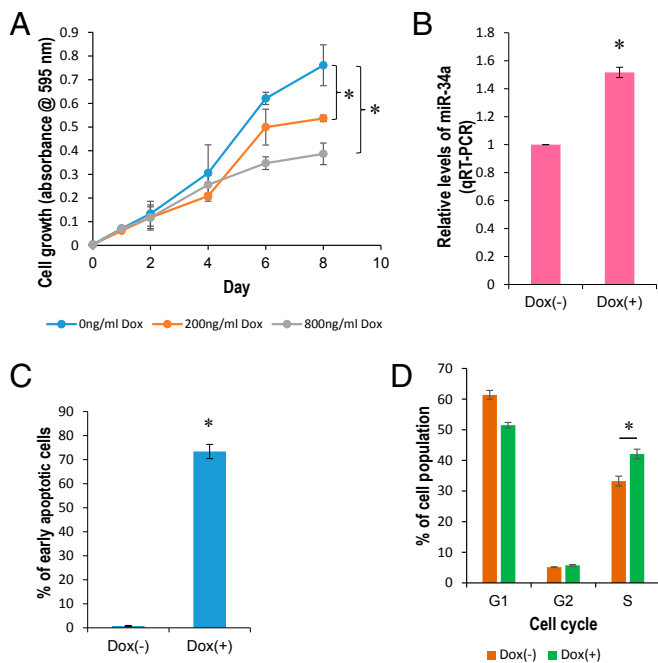 A
Cell growth (absorbance @ 595 nm)
0.9
0.8
0.7
0.6
0.5
0.4
0.3
0.2
0.1
0
0 2 4 6 8 10
*
*
Day
0ng/ml Dox 200ng/ml Dox 800ng/ml Dox
B
Relative levels of miR-34a
(qRT-PCR)
1.8
1.6
1.4
1.2
1
0.8
0.6
0.4
0.2
0
*
Dox(-) Dox(+)
C
% of early apoptotic cells
90
80
70
60
50
40
30
20
10
0
*
Dox(-) Dox(+)
D
% of cell population
70
60
50
40
30
20
10
0
*
G1 G2 S
Cell cycle
Dox(-) Dox(+)